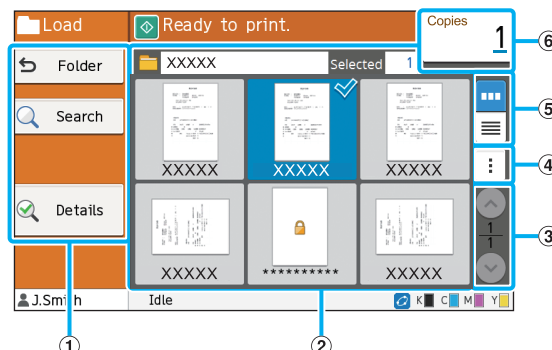 Load
Ready to print.
Copies
1
⑥
Folder
XXXXX
Selected
1
Search
⑤
XXXXX
XXXXX
XXXXX
④
Details
1
1
③
XXXXX
**********
XXXXX
J.Smith
Idle
K
C
M
Y
①
②